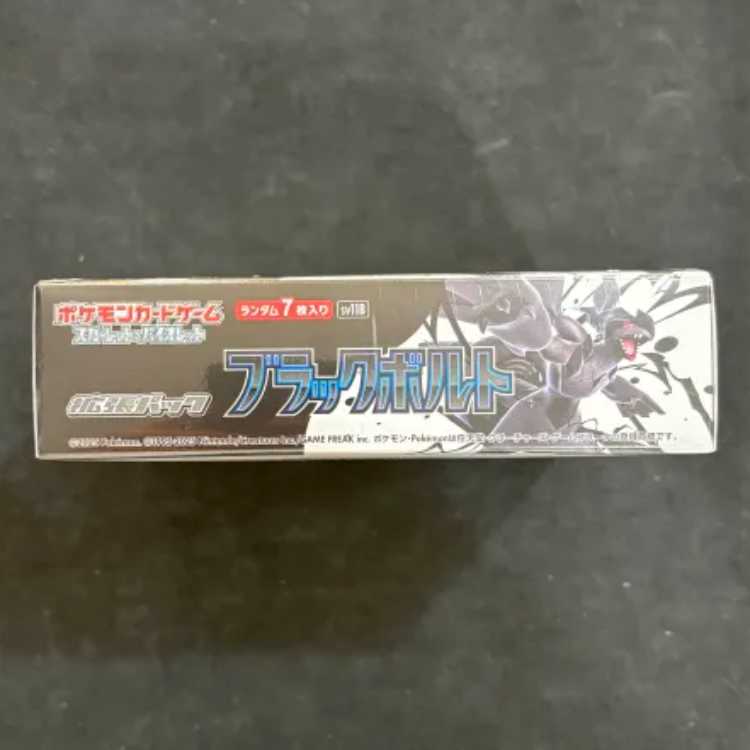 ポケモンカードゲーム
スカーレット&バイオレット
ランダム7枚入り
sv11B
拡張パック
ブラックボルト
©2025 Pokémon. ©1995-2025 Nintendo/Creatures Inc./GAME FREAK inc. ポケモン・Pokémonは任天堂・クリーチャーズ・ゲームフリークの登録商標です。